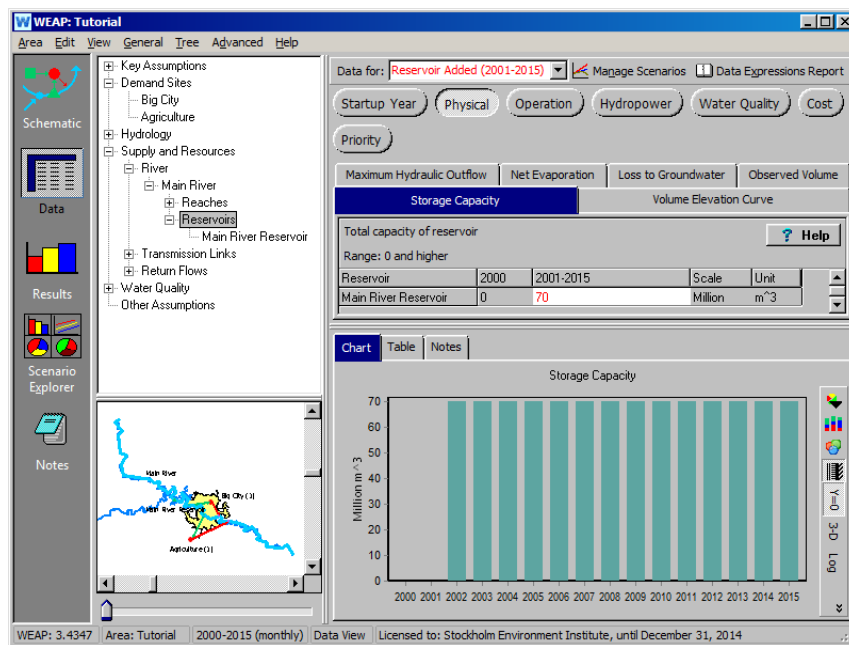 WEAP: Tutorial
Area Edit View General Tree Advanced Help
Schematic
Data
Results
Scenario
Explorer
Notes
Key Assumptions
Demand Sites
Big City
Agriculture
Hydrology
Supply and Resources
River
Main River
Reaches
Reservoirs
Main River Reservoir
Transmission Links
Return Flows
Water Quality
Other Assumptions
Main River
Big City (1)
Main River Reservoir
Agriculture (1)
Data for: Reservoir Added (2001-2015) Manage Scenarios Data Expressions Report
Startup Year Physical Operation Hydropower Water Quality Cost
Priority
Maximum Hydraulic Outflow Net Evaporation Loss to Groundwater Observed Volume
Storage Capacity Volume Elevation Curve
Total capacity of reservoir ? Help
Range: 0 and higher
Reservoir 2000 2001-2015 Scale Unit
Main River Reservoir 0 70 Million m^3
Chart Table Notes
Storage Capacity
Million m^3
70
60
50
40
30
20
10
0
2000 2001 2002 2003 2004 2005 2006 2007 2008 2009 2010 2011 2012 2013 2014 2015
Y=0
3-D
Log
WEAP: 3.4347 Area: Tutorial 2000-2015 (monthly) Data View Licensed to: Stockholm Environment Institute, until December 31, 2014